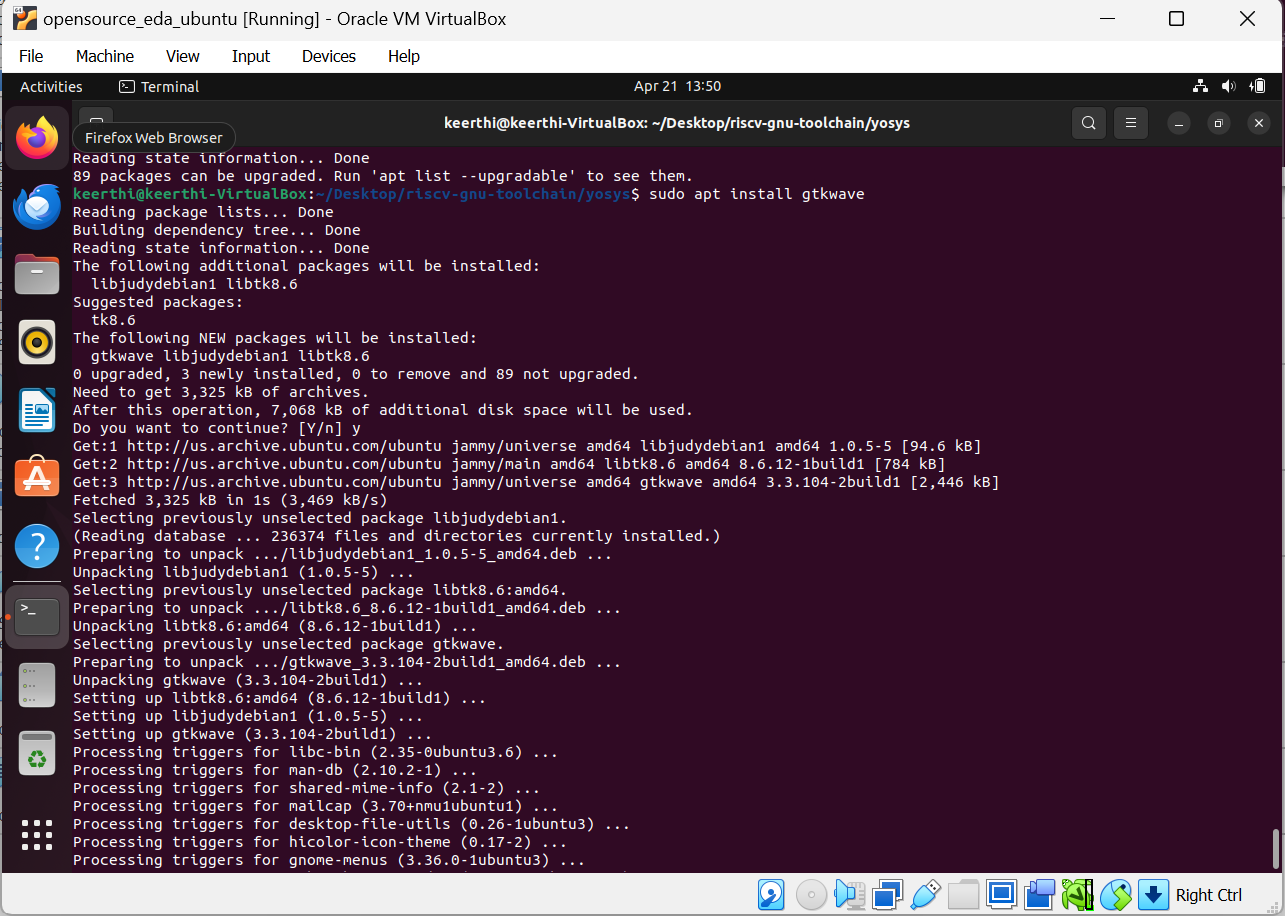 opensource_eda_ubuntu [Running] - Oracle VM VirtualBox
File Machine View Input Devices Help
Activities Terminal Apr 21 13:50
keerthi@keerthi-VirtualBox: ~/Desktop/riscv-gnu-toolchain/yosys
Firefox Web Browser
Reading state information... Done
89 packages can be upgraded. Run 'apt list --upgradable' to see them.
keerthi@keerthi-VirtualBox:~/Desktop/riscv-gnu-toolchain/yosys$ sudo apt install gtkwave
Reading package lists... Done
Building dependency tree... Done
Reading state information... Done
The following additional packages will be installed:
  libjudydebian1 libtk8.6
Suggested packages:
  tk8.6
The following NEW packages will be installed:
  gtkwave libjudydebian1 libtk8.6
0 upgraded, 3 newly installed, 0 to remove and 89 not upgraded.
Need to get 3,325 kB of archives.
After this operation, 7,068 kB of additional disk space will be used.
Do you want to continue? [Y/n] y
Get:1 http://us.archive.ubuntu.com/ubuntu jammy/universe amd64 libjudydebian1 amd64 1.0.5-5 [94.6 kB]
Get:2 http://us.archive.ubuntu.com/ubuntu jammy/main amd64 libtk8.6 amd64 8.6.12-1build1 [784 kB]
Get:3 http://us.archive.ubuntu.com/ubuntu jammy/universe amd64 gtkwave amd64 3.3.104-2build1 [2,446 kB]
Fetched 3,325 kB in 1s (3,469 kB/s)
Selecting previously unselected package libjudydebian1.
(Reading database ... 236374 files and directories currently installed.)
Preparing to unpack .../libjudydebian1_1.0.5-5_amd64.deb ...
Unpacking libjudydebian1 (1.0.5-5) ...
Selecting previously unselected package libtk8.6:amd64.
Preparing to unpack .../libtk8.6_8.6.12-1build1_amd64.deb ...
Unpacking libtk8.6:amd64 (8.6.12-1build1) ...
Selecting previously unselected package gtkwave.
Preparing to unpack .../gtkwave_3.3.104-2build1_amd64.deb ...
Unpacking gtkwave (3.3.104-2build1) ...
Setting up libtk8.6:amd64 (8.6.12-1build1) ...
Setting up libjudydebian1 (1.0.5-5) ...
Setting up gtkwave (3.3.104-2build1) ...
Processing triggers for libc-bin (2.35-0ubuntu3.6) ...
Processing triggers for man-db (2.10.2-1) ...
Processing triggers for shared-mime-info (2.1-2) ...
Processing triggers for mailcap (3.70+nmu1ubuntu1) ...
Processing triggers for desktop-file-utils (0.26-1ubuntu3) ...
Processing triggers for hicolor-icon-theme (0.17-2) ...
Processing triggers for gnome-menus (3.36.0-1ubuntu3) ...
Right Ctrl